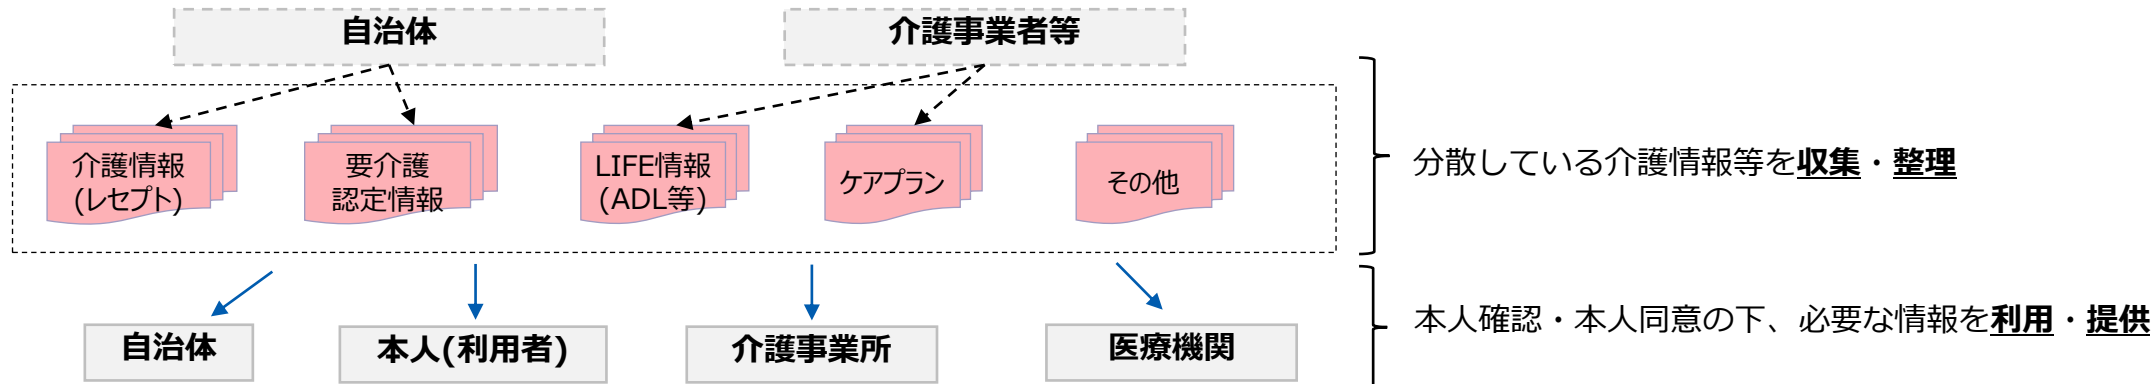 自治体
介護事業者等
介護情報
(レセプト)
要介護
認定情報
LIFE情報
(ADL等)
ケアプラン
その他
分散している介護情報等を収集・整理
自治体
本人(利用者)
介護事業所
医療機関
本人確認・本人同意の下、必要な情報を利用・提供